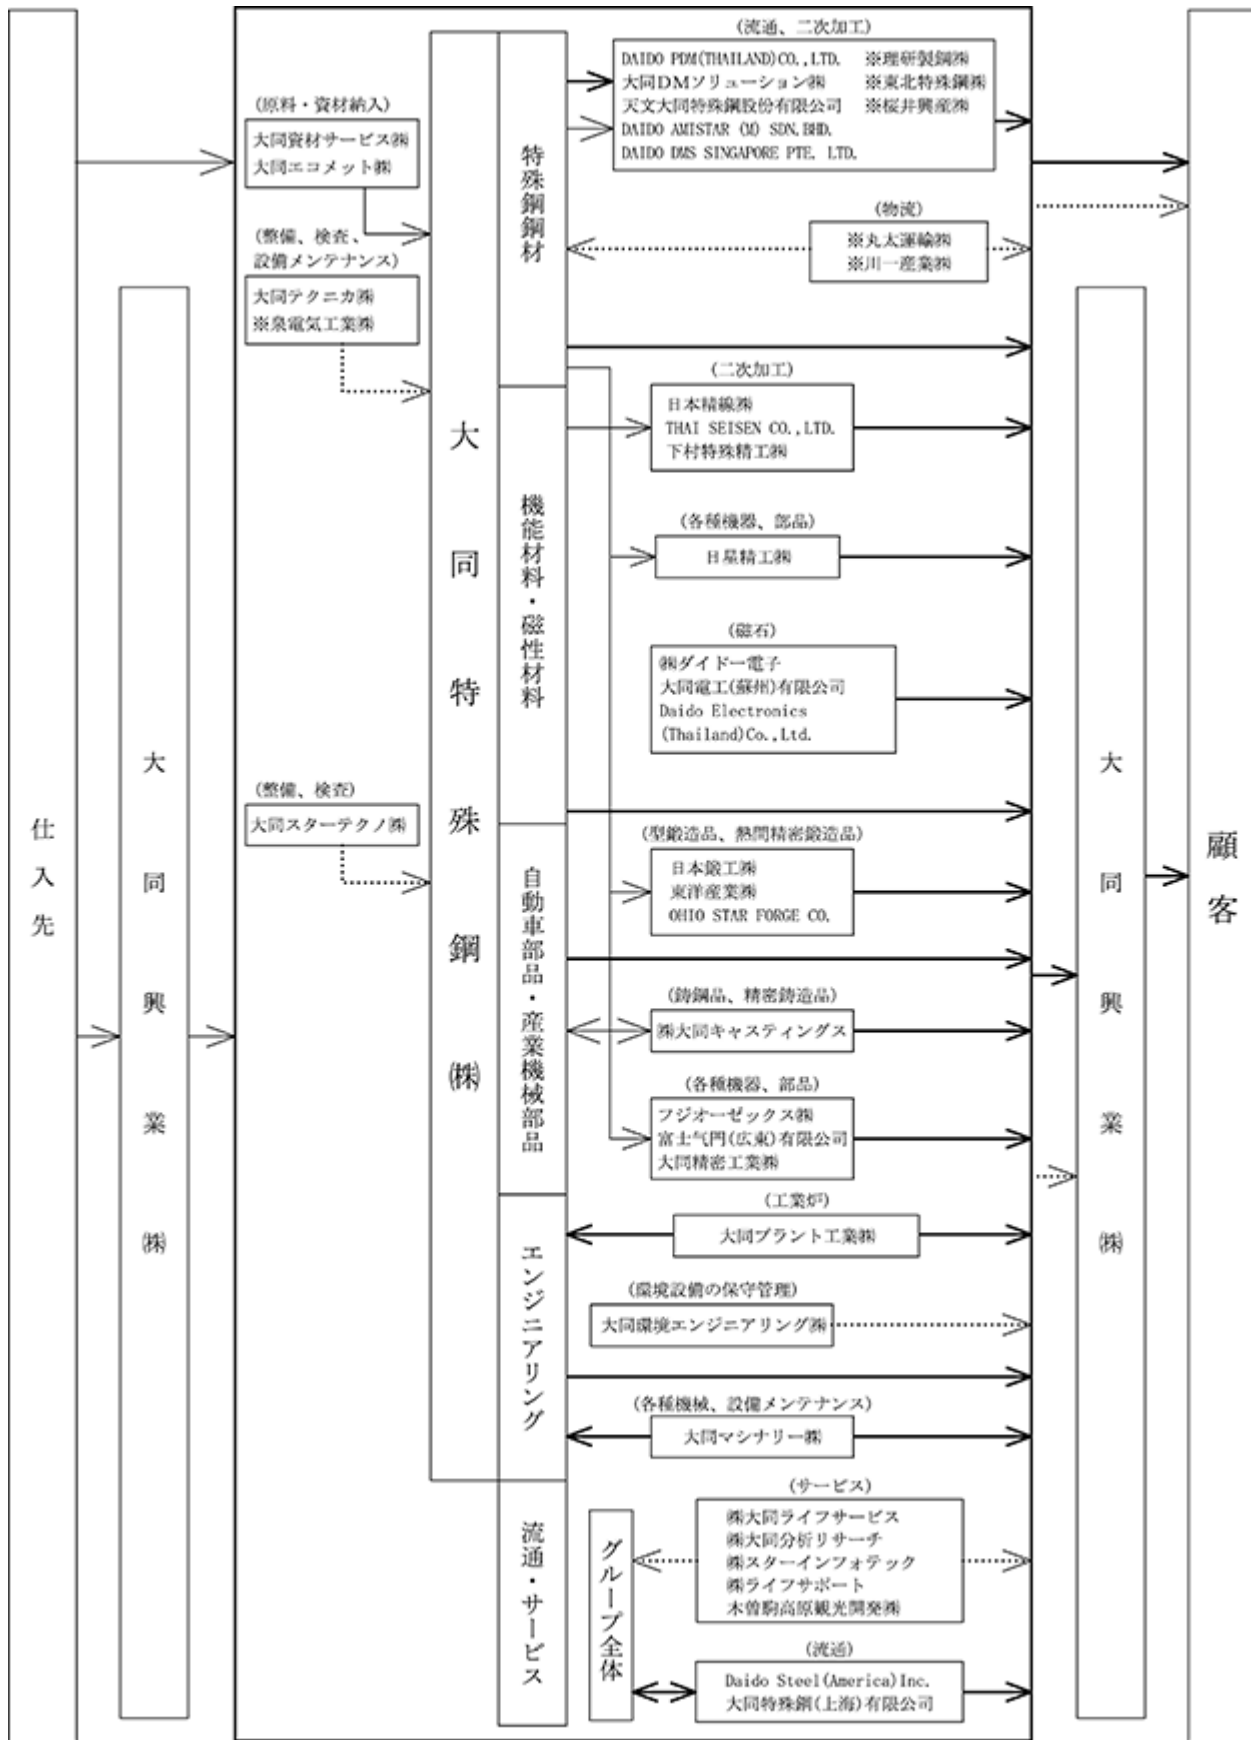 仕入先
大同興業㈱
(原料・資材納入)
大同資材サービス㈱
大同エコメット㈱
(整備、検査、
設備メンテナンス)
大同テクニカ㈱
※泉電気工業㈱
(整備、検査)
大同スターテクノ㈱
大同特殊鋼㈱
特殊鋼鋼材
(流通、二次加工)
DAIDO PDM(THAILAND)CO.,LTD. ※理研製鋼㈱
大同DMソリューション㈱ ※東北特殊鋼㈱
天文大同特殊鋼股份有限公司 ※桜井興産㈱
DAIDO AMISTAR (M) SDN.BHD.
DAIDO DMS SINGAPORE PTE. LTD.
(物流)
※丸太運輸㈱
※川一産業㈱
機能材料・磁性材料
(二次加工)
日本精線㈱
THAI SEISEN CO.,LTD.
下村特殊精工㈱
(各種機器、部品)
日星精工㈱
(磁石)
㈱ダイドー電子
大同電工(蘇州)有限公司
Daido Electronics
(Thailand)Co.,Ltd.
自動車部品・産業機械部品
(型鍛造品、熱間精密鍛造品)
日本鍛工㈱
東洋産業㈱
OHIO STAR FORGE CO.
(鋳鋼品、精密鋳造品)
㈱大同キャスティングス
(各種機器、部品)
フジオーゼックス㈱
富士气門(広東)有限公司
大同精密工業㈱
エンジニアリング
(工業炉)
大同プラント工業㈱
(環境設備の保守管理)
大同環境エンジニアリング㈱
(各種機械、設備メンテナンス)
大同マシナリー㈱
流通・サービス
グループ全体
(サービス)
㈱大同ライフサービス
㈱大同分析リサーチ
㈱スターインフォテック
㈱ライフサポート
木曽駒高原観光開発㈱
(流通)
Daido Steel(America)Inc.
大同特殊鋼(上海)有限公司
大同興業㈱
顧客